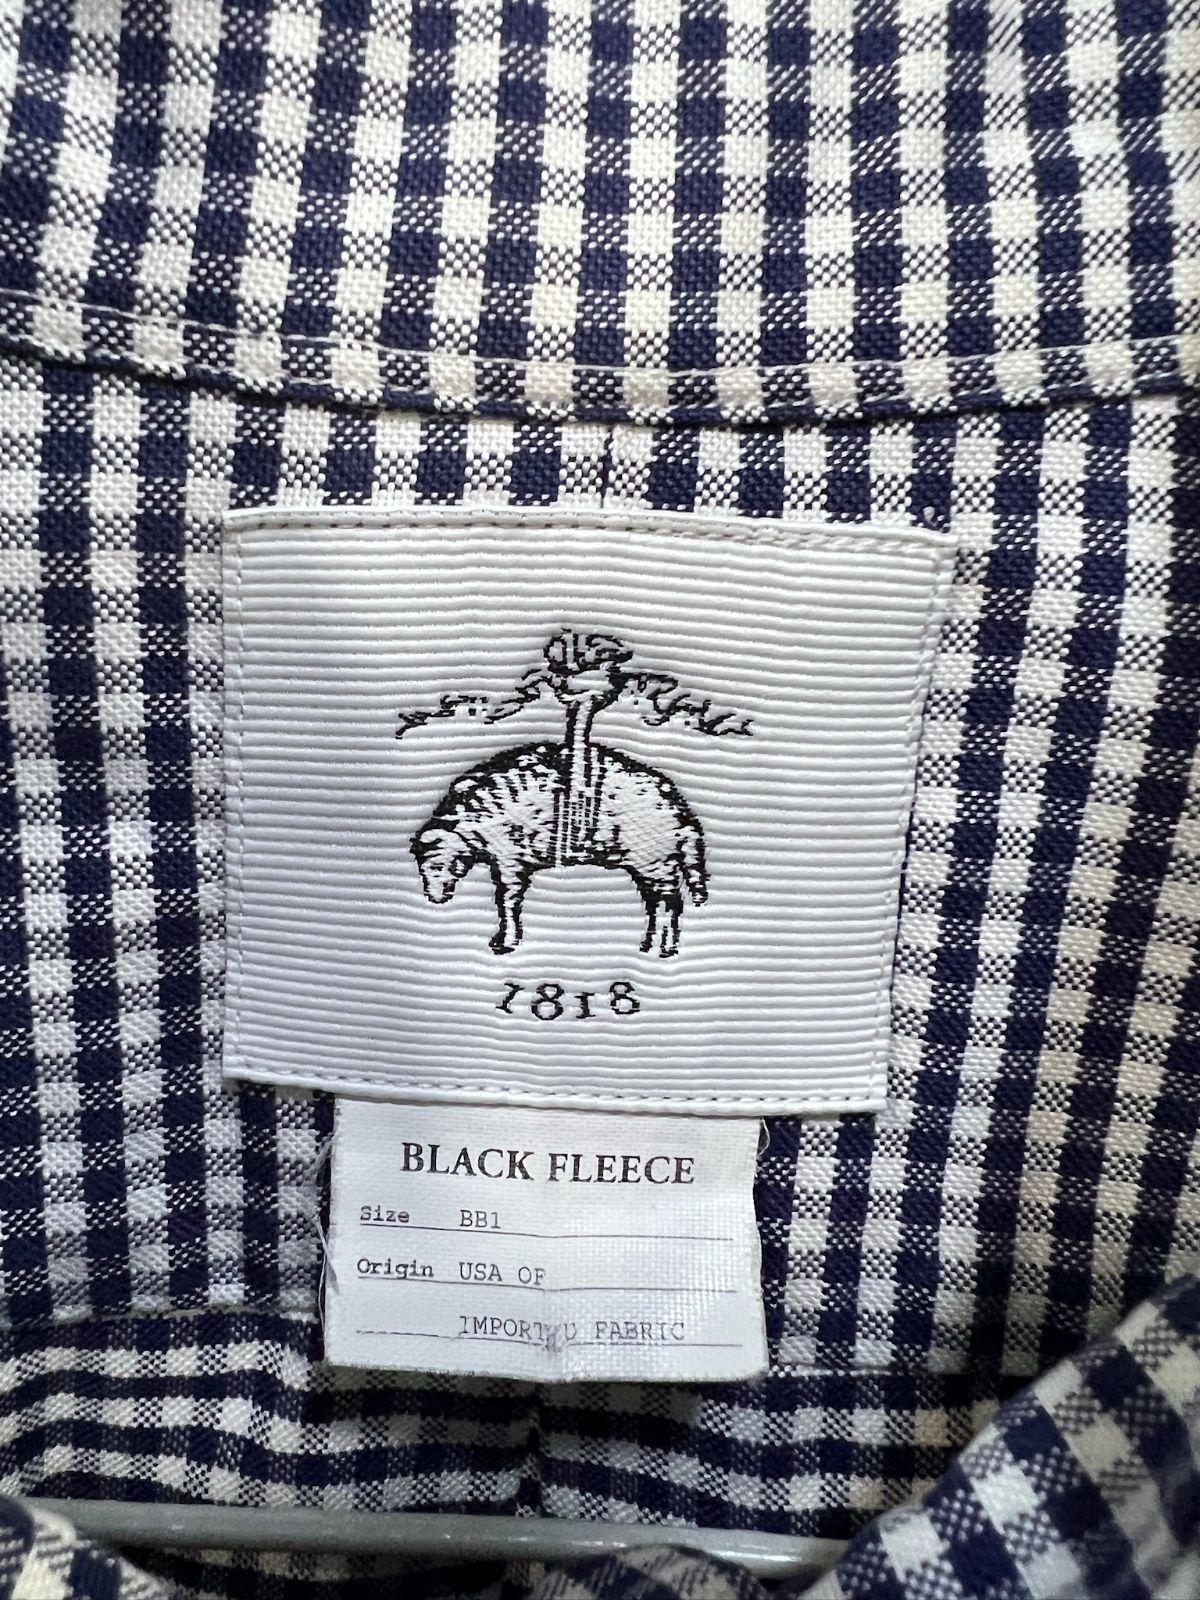 1818
BLACK FLEECE
Size BB1
Origin USA OF
IMPORTED FABRIC